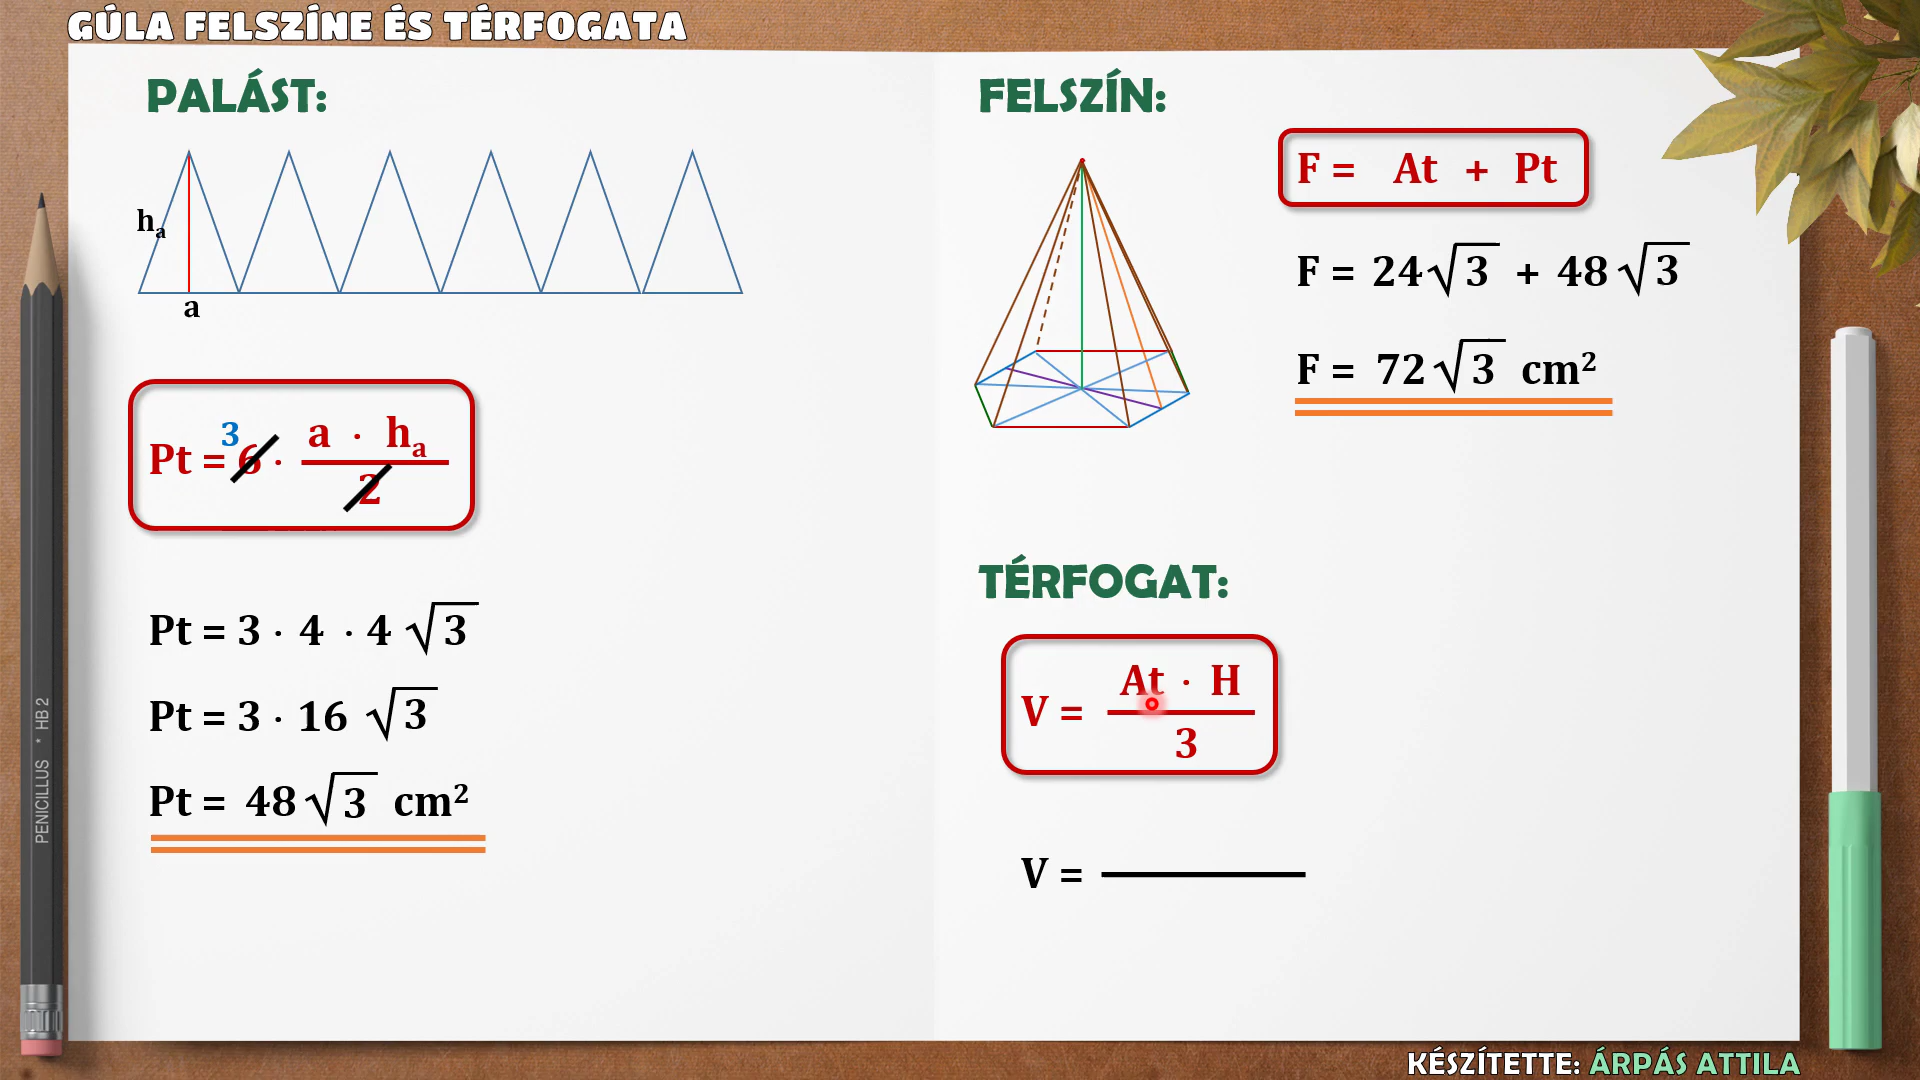 GÚLA FELSZÍNE ÉS TÉRFOGATA
PALÁST:
hₐ
a
3
Pt = 6 · a · hₐ / 2
Pt = 3 · 4 · 4 √3
Pt = 3 · 16 √3
Pt = 48 √3 cm²
FELSZÍN:
F = At + Pt
F = 24 √3 + 48 √3
F = 72 √3 cm²
TÉRFOGAT:
V = At · H / 3
V =
PENICILLUS * HB 2
KÉSZÍTETTE: ÁRPÁS ATTILA